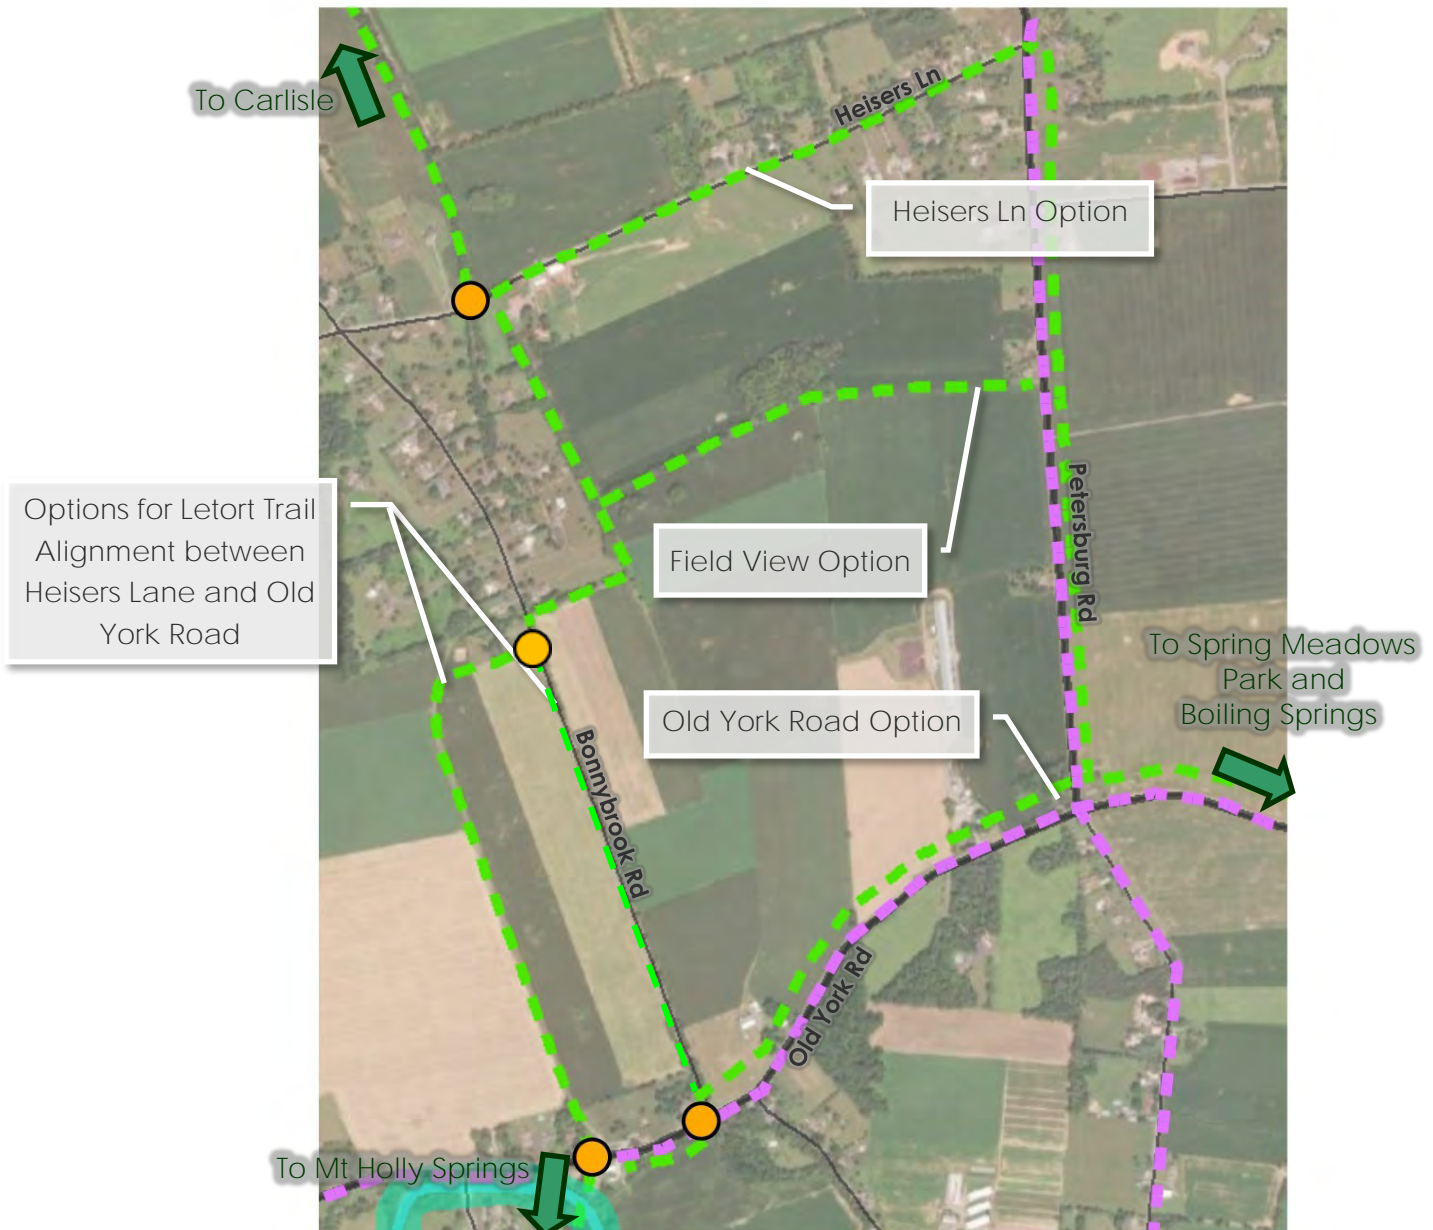 To Carlisle
Heisers Ln
Heisers Ln Option
Options for Letort Trail
Alignment between
Heisers Lane and Old
York Road
Field View Option
Petersburg Rd
To Spring Meadows
Park and
Boiling Springs
Old York Road Option
Bonnybrook Rd
Old York Rd
To Mt Holly Springs